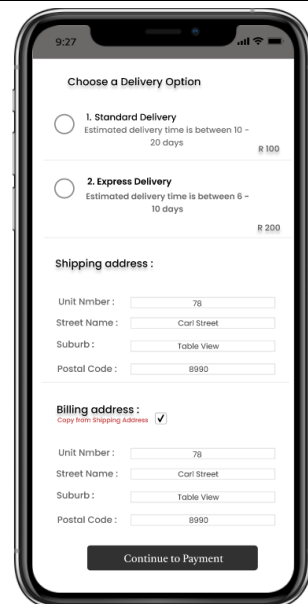 9:27
Choose a Delivery Option
1. Standard Delivery
Estimated delivery time is between 10 -
20 days
R 100
2. Express Delivery
Estimated delivery time is between 6 -
10 days
R 200
Shipping address :
Unit Nmber : 78
Street Name : Carl Street
Suburb : Table View
Postal Code : 8990
Billing address :
Copy from Shipping Address
Unit Nmber : 78
Street Name : Carl Street
Suburb : Table View
Postal Code : 8990
Continue to Payment